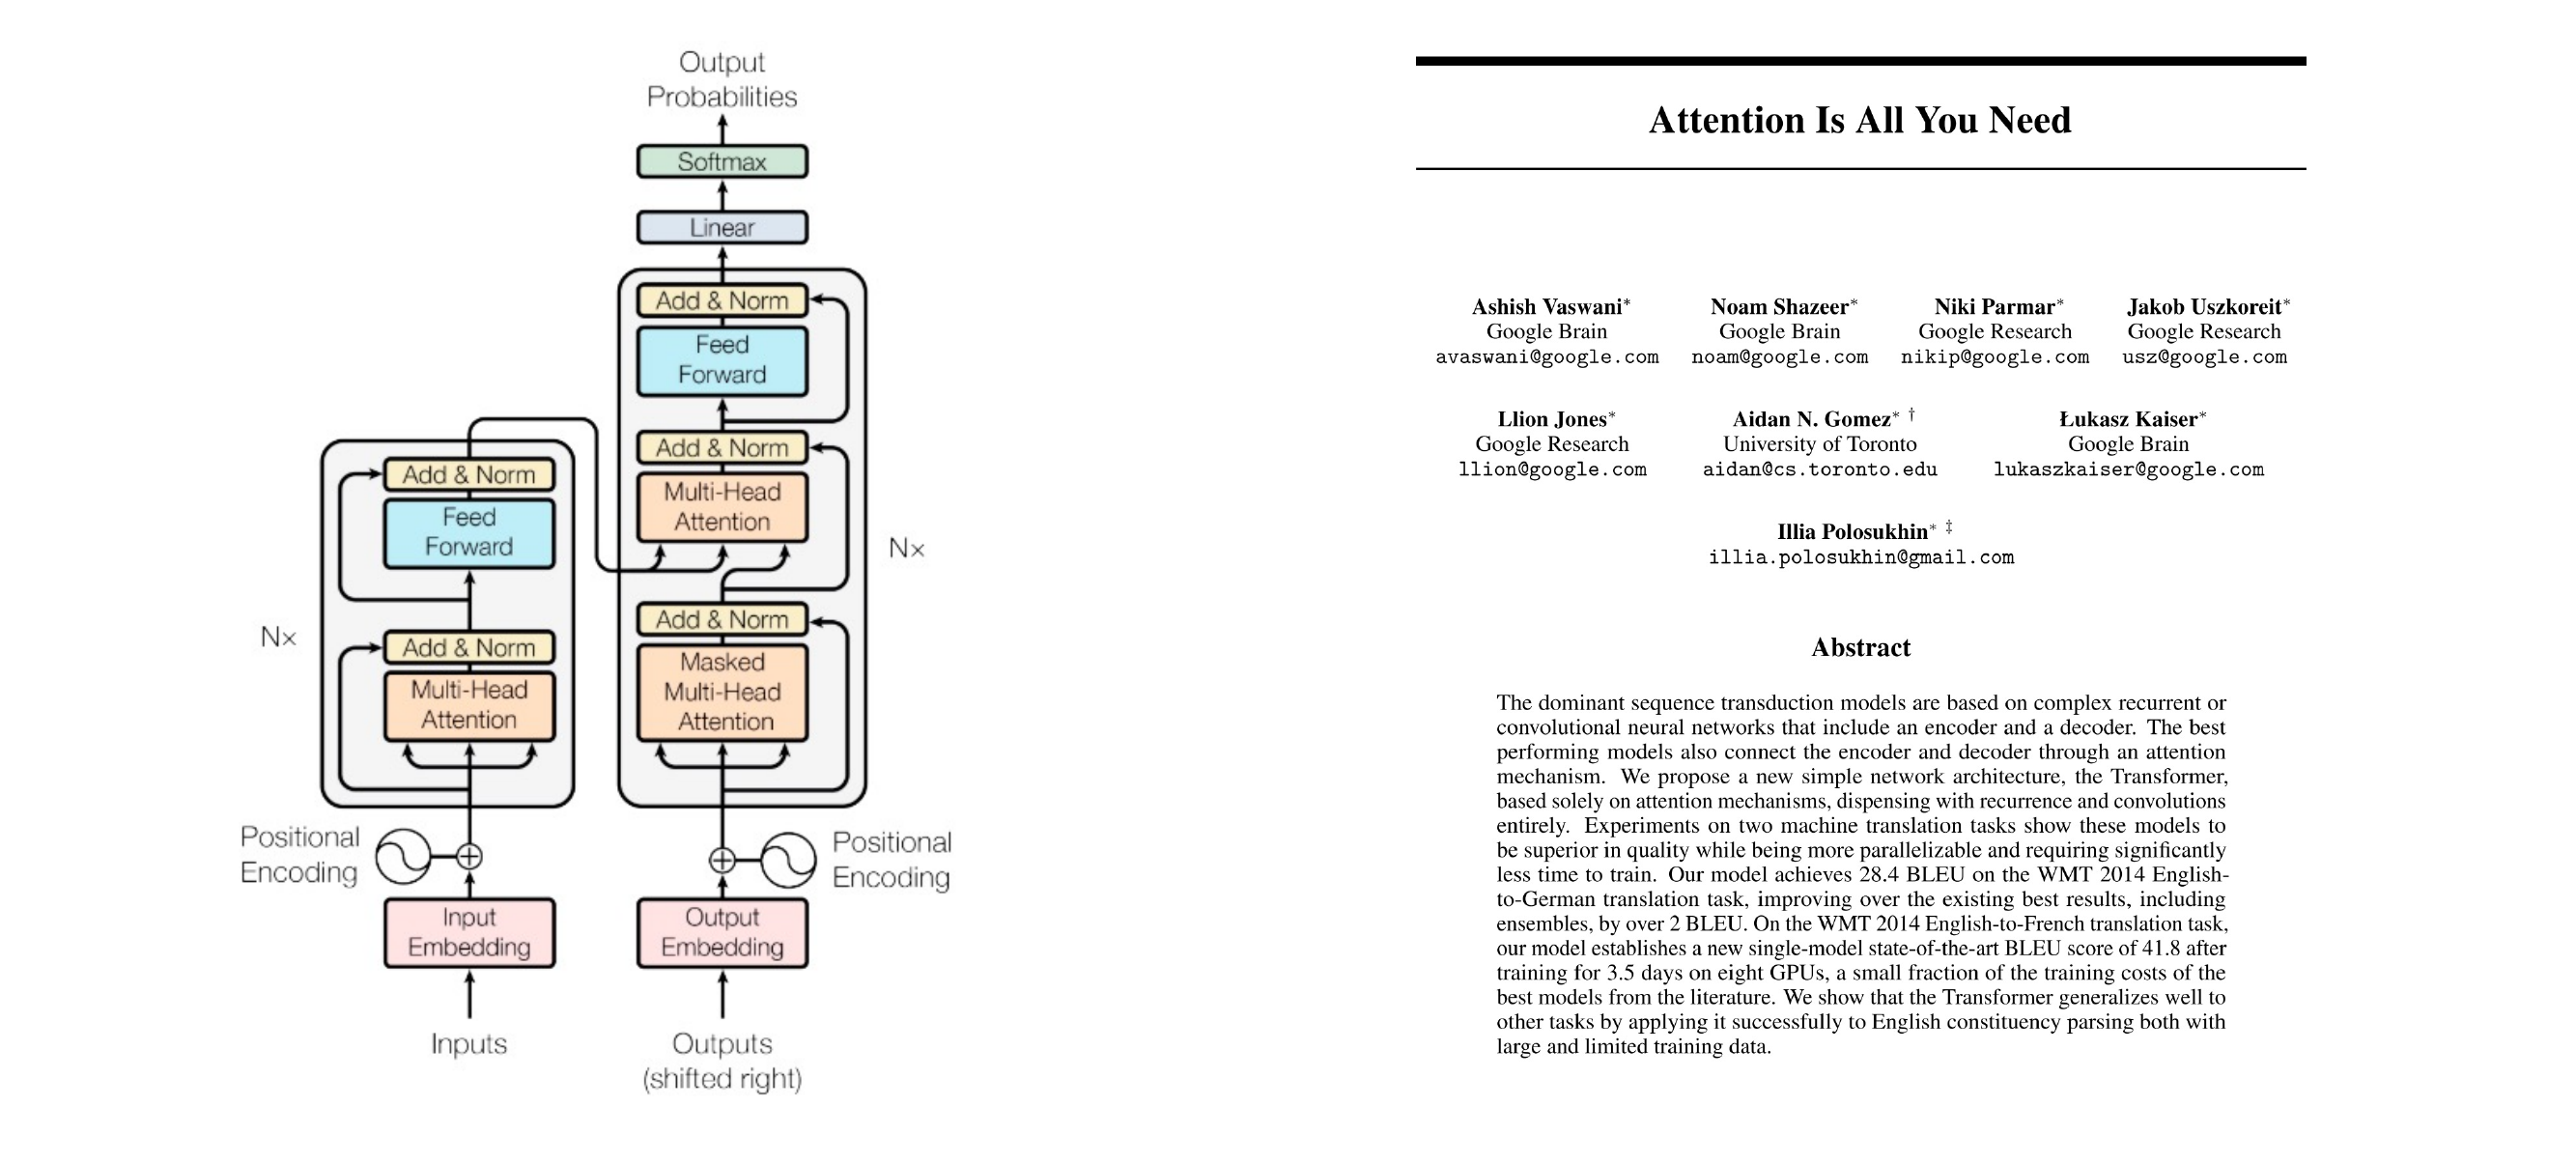 Output
Probabilities
Softmax
Linear
Add & Norm
Feed
Forward
Add & Norm
Multi-Head
Attention
Nx
Add & Norm
Masked
Multi-Head
Attention
Add & Norm
Feed
Forward
Nx
Add & Norm
Multi-Head
Attention
Positional
Encoding
Positional
Encoding
Input
Embedding
Output
Embedding
Inputs
Outputs
(shifted right)
Attention Is All You Need
Ashish Vaswani* Noam Shazeer* Niki Parmar* Jakob Uszkoreit*
Google Brain Google Brain Google Research Google Research
avaswani@google.com noam@google.com nikip@google.com usz@google.com
Llion Jones* Aidan N. Gomez* † Łukasz Kaiser*
Google Research University of Toronto Google Brain
llion@google.com aidan@cs.toronto.edu lukaszkaiser@google.com
Illia Polosukhin* ‡
illia.polosukhin@gmail.com
Abstract
The dominant sequence transduction models are based on complex recurrent or
convolutional neural networks that include an encoder and a decoder. The best
performing models also connect the encoder and decoder through an attention
mechanism. We propose a new simple network architecture, the Transformer,
based solely on attention mechanisms, dispensing with recurrence and convolutions
entirely. Experiments on two machine translation tasks show these models to
be superior in quality while being more parallelizable and requiring significantly
less time to train. Our model achieves 28.4 BLEU on the WMT 2014 English-
to-German translation task, improving over the existing best results, including
ensembles, by over 2 BLEU. On the WMT 2014 English-to-French translation task,
our model establishes a new single-model state-of-the-art BLEU score of 41.8 after
training for 3.5 days on eight GPUs, a small fraction of the training costs of the
best models from the literature. We show that the Transformer generalizes well to
other tasks by applying it successfully to English constituency parsing both with
large and limited training data.